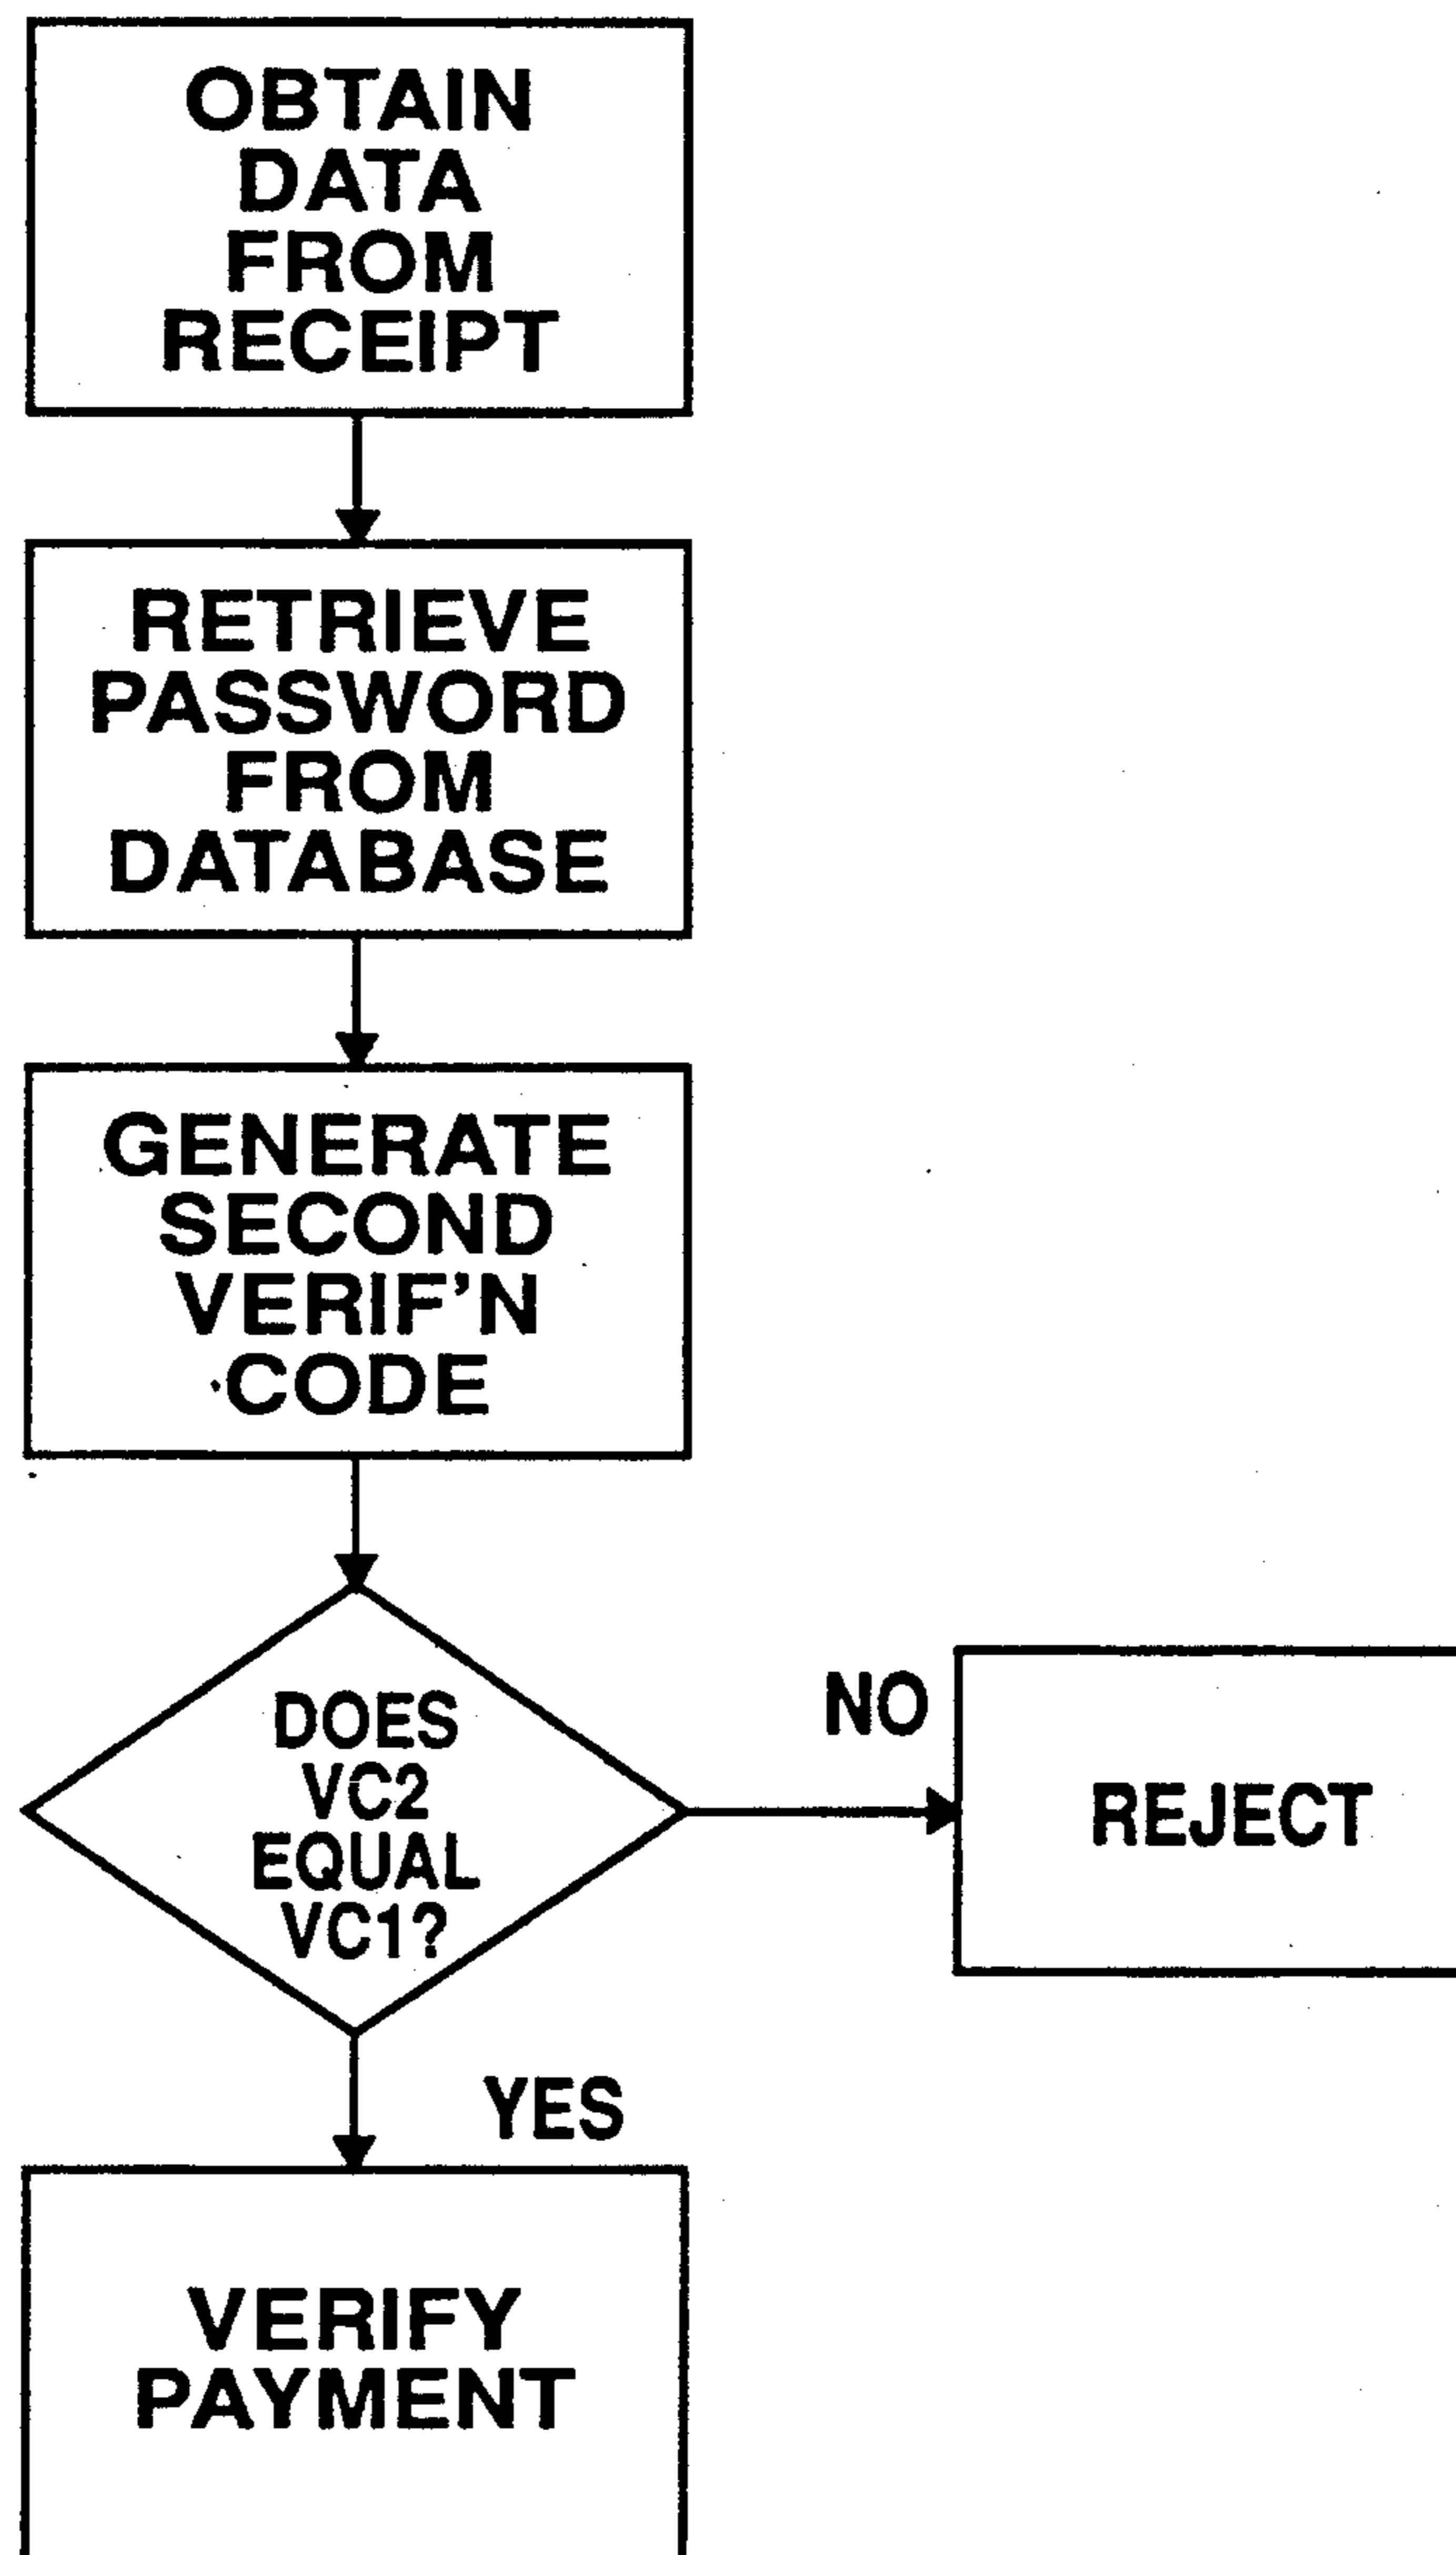 OBTAIN
DATA
FROM
RECEIPT
RETRIEVE
PASSWORD
FROM
DATABASE
GENERATE
SECOND
VERIF'N
CODE
DOES
VC2
EQUAL
VC1?
NO
REJECT
YES
VERIFY
PAYMENT